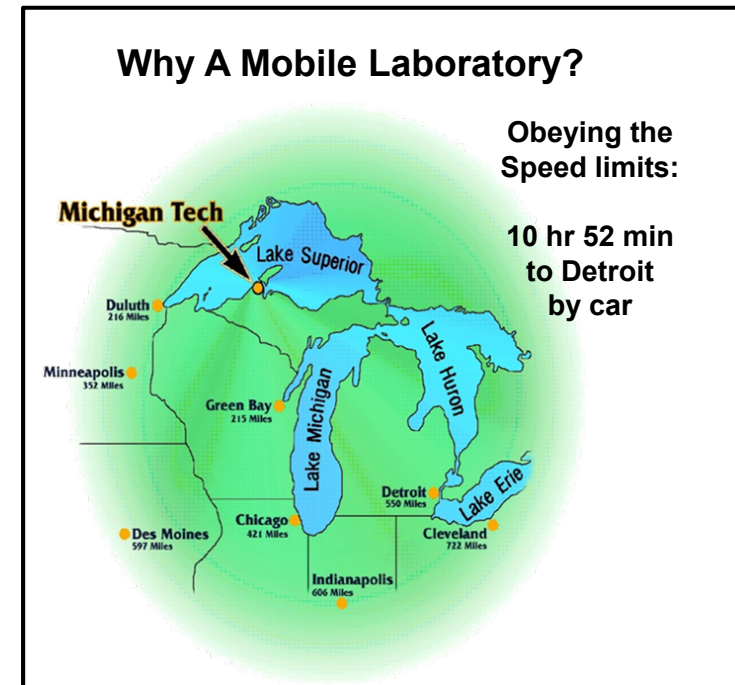 Why A Mobile Laboratory?
Obeying the
Speed limits:
10 hr 52 min
to Detroit
by car
Michigan Tech
Lake Superior
Duluth
216 Miles
Minneapolis
352 Miles
Green Bay
215 Miles
Lake Michigan
Lake Huron
Detroit
550 Miles
Lake Erie
Chicago
421 Miles
Cleveland
722 Miles
Des Moines
597 Miles
Indianapolis
606 Miles